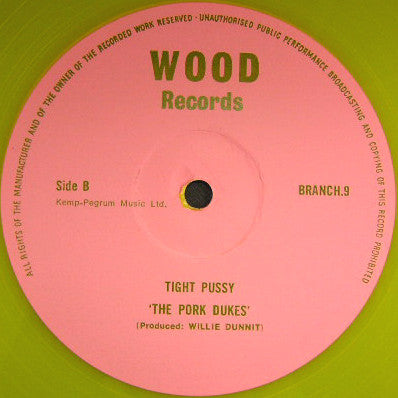 ALL RIGHTS OF THE MANUFACTURER AND OF THE OWNER OF THE RECORDED WORK RESERVED · UNAUTHORISED PUBLIC PERFORMANCE BROADCASTING AND COPYING OF THIS RECORD PROHIBITED
WOOD
Records
Side B
BRANCH.9
Kemp-Pegrum Music Ltd.
TIGHT PUSSY
'THE PORK DUKES'
(Produced: WILLIE DUNNIT)